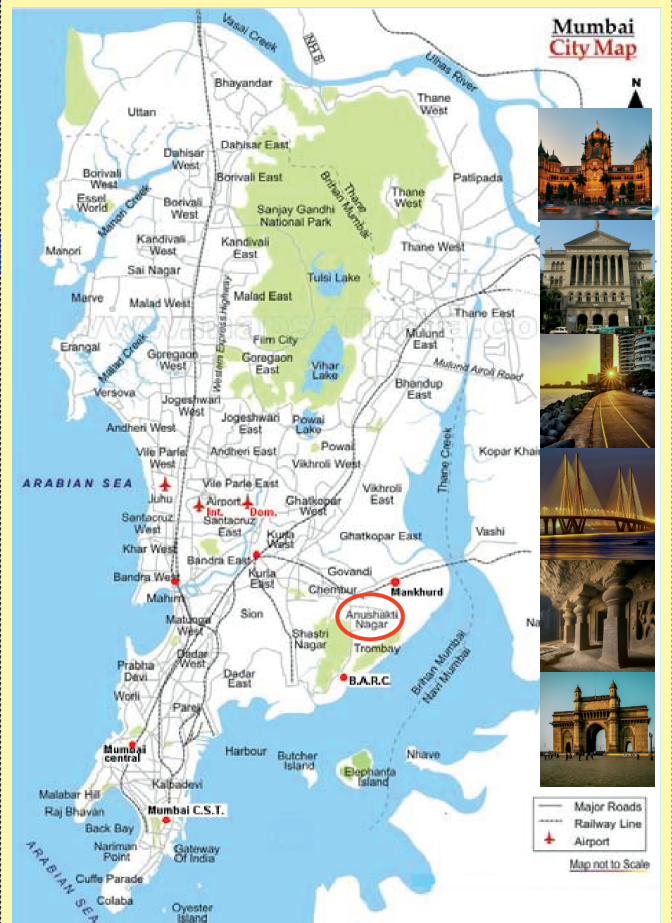 Mumbai
City Map
Vasai Creek
NH 8
Ulhas River
N
Bhayandar
Thane
West
Uttan
Dahisar East
Dahisar
West
Thane
Brihan Mumbai
Patlipada
Borivali
West
Borivali East
Essel
World
Manori Creek
Borivali
West
Thane
West
Sanjay Gandhi
National Park
Kandivali
West
Kandivali
East
Thane West
Manori
Sai Nagar
Tulsi Lake
Marve
Malad West
Malad East
Western Express Highway
Thane East
Erangal
Malad Creek
Film City
Mulund
East
Goregaon
West
Goregaon
East
Vihar
Lake
Mulund Airoli Road
Versova
Bhandup
East
Jogeshwari
West
Jogeshwari
East
Powai
Lake
Andheri West
Thane Creek
Vile Parle
West
Andheri East
Powai
Kopar Khai
Vikhroli West
ARABIAN SEA
Vile Parle East
Juhu
Airport
Int.
Dom.
Ghatkopar
West
Vikhroli
East
Santacruz
West
Santacruz
East
Kurla
West
Ghatkopar East
Vashi
Khar West
Bandra East
Bandra West
Kurla
East
Govandi
Chembur
Mankhurd
Mahim
Matunga
West
Sion
Anushakti
Nagar
Na
Shastri
Nagar
Trombay
Dadar
West
Prabha
Devi
Dadar
East
B.A.R.C.
Brihan Mumbai
Navi Mumbai
Worli
Parel
Mumbai
central
Harbour
Butcher
Island
Nhave
Elephanta
Island
Kalpadevi
Malabar Hill
Raj Bhavan
Mumbai C.S.T.
Back Bay
Nariman
Point
Gateway
Of India
ARABIAN SEA
Cuffe Parade
Colaba
Oyester
Island
Major Roads
Railway Line
Airport
Map not to Scale